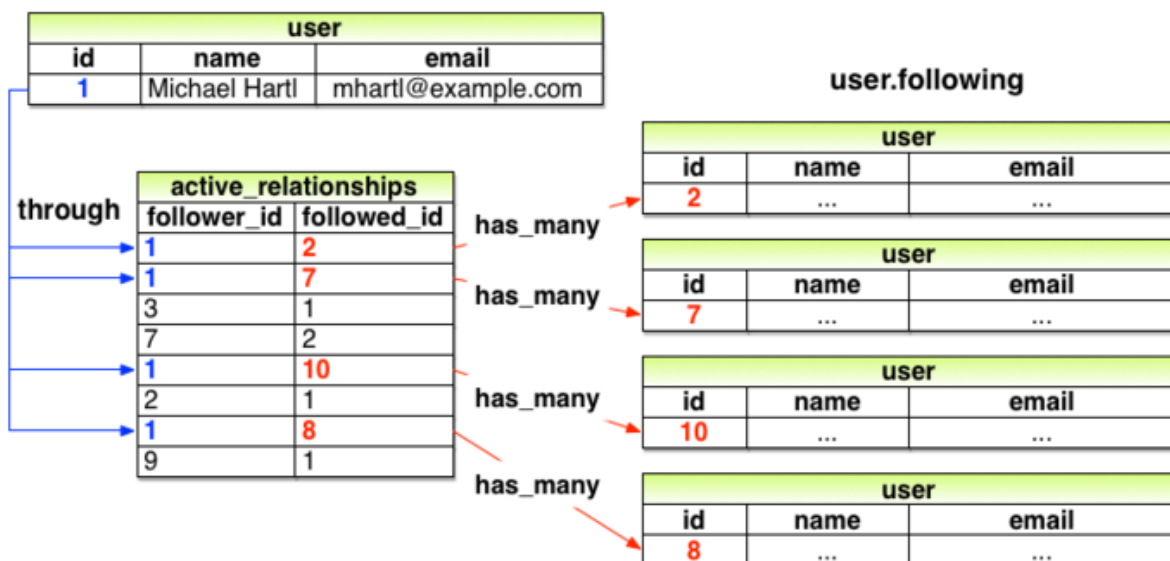 user
id name email
1 Michael Hartl mhartl@example.com
through
active_relationships
follower_id followed_id
1 2
1 7
3 1
7 2
1 10
2 1
1 8
9 1
has_many
has_many
has_many
has_many
user.following
user
id name email
2 ... ...
user
id name email
7 ... ...
user
id name email
10 ... ...
user
id name email
8 ... ...